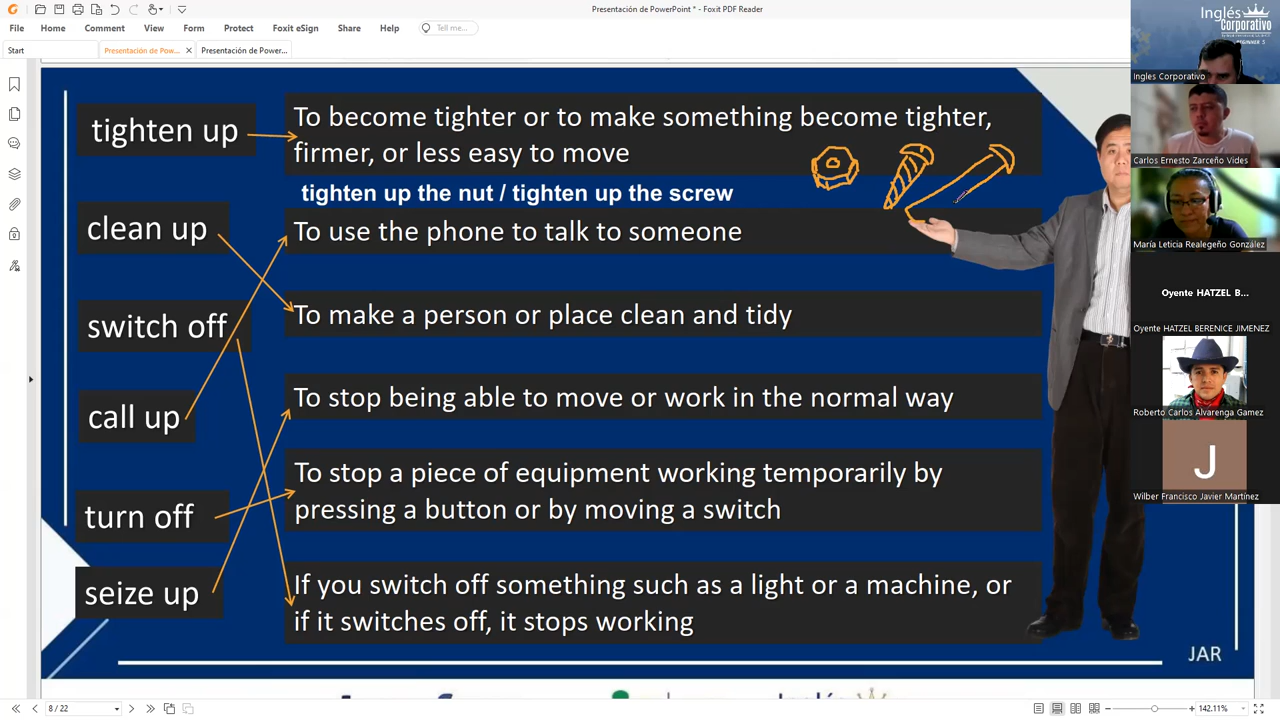 Presentación de PowerPoint * - Foxit PDF Reader
File Home Comment View Form Protect Foxit eSign Share Help Tell me...
Start Presentación de Pow... × Presentación de Power...
tighten up
To become tighter or to make something become tighter,
firmer, or less easy to move
tighten up the nut / tighten up the screw
clean up
To use the phone to talk to someone
switch off
To make a person or place clean and tidy
call up
To stop being able to move or work in the normal way
turn off
To stop a piece of equipment working temporarily by
pressing a button or by moving a switch
seize up
If you switch off something such as a light or a machine, or
if it switches off, it stops working
JAR
Inglés
Corporativo
BEGINNER 5
Ingles Corporativo
Carlos Ernesto Zarceño Vides
María Leticia Realegeño González
Oyente HATZEL B...
Oyente HATZEL BERENICE JIMENEZ
Roberto Carlos Alvarenga Gamez
J
Wilber Francisco Javier Martínez
8 / 22
142.11%